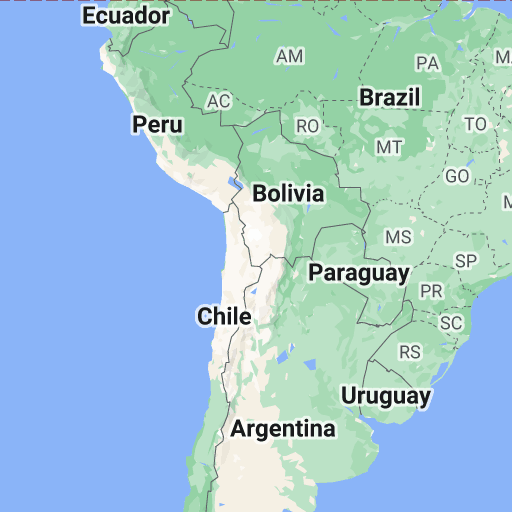 Ecuador
AM
PA
AC
Brazil
Peru
RO
TO
MT
GO
Bolivia
MS
SP
Paraguay
PR
Chile
SC
RS
Uruguay
Argentina